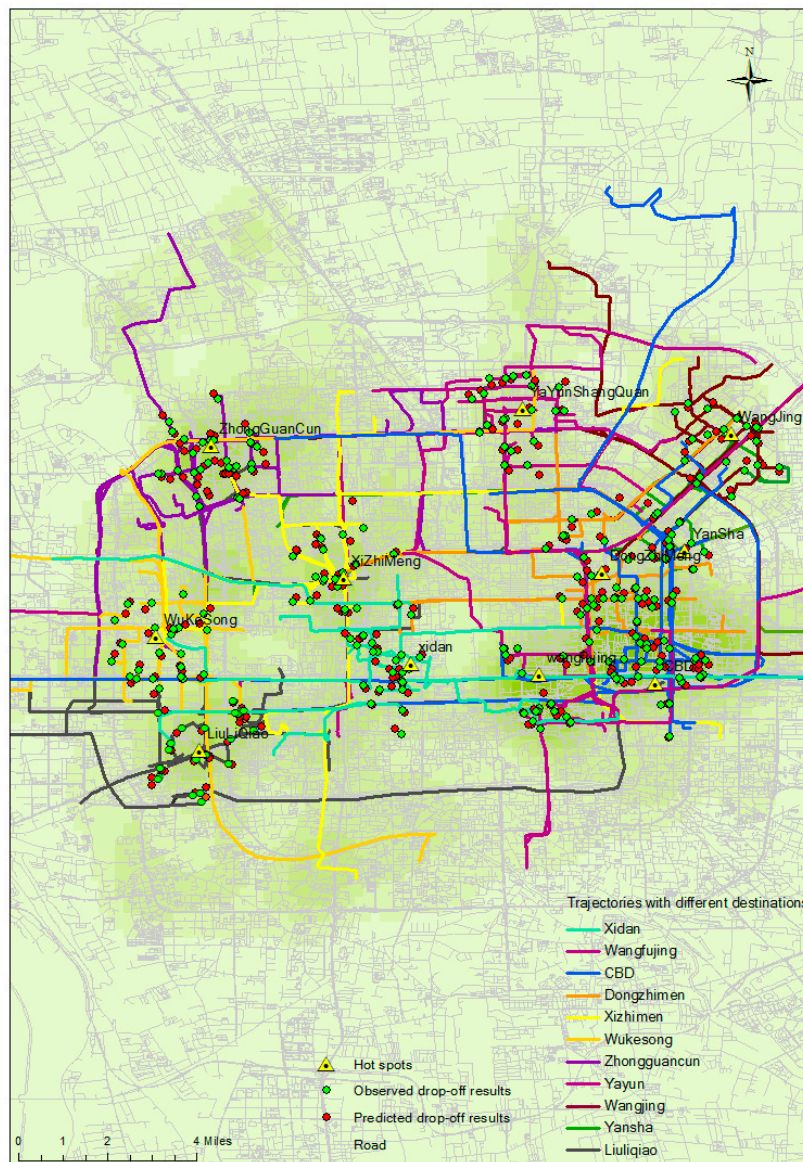 N
YaYunShangQuan
WangJing
ZhongGuanCun
YanSha
DongZhiMeng
XiZhiMeng
WuKeSong
xidan
wangfujing
CBD
LiuLiQiao
Trajectories with different destinations
Xidan
Wangfujing
CBD
Dongzhimen
Xizhimen
Wukesong
Zhongguancun
Yayun
Wangjing
Yansha
Liuliqiao
Hot spots
Observed drop-off results
Predicted drop-off results
Road
0 1 2 4 Miles